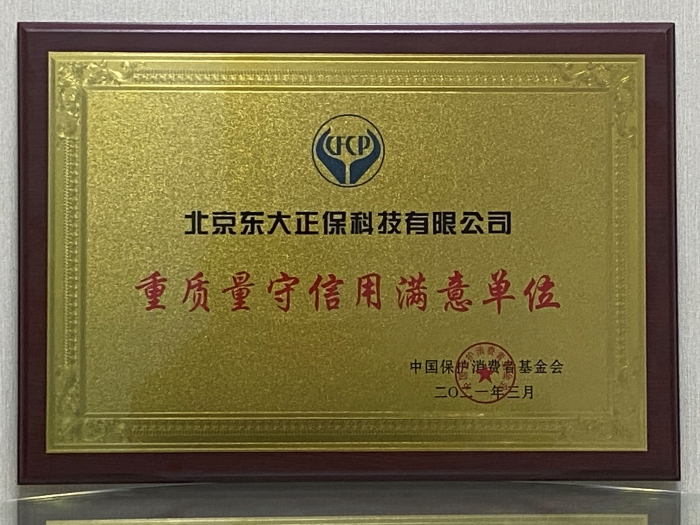 CFCP
北京东大正保科技有限公司
重质量守信用满意单位
中国保护消费者基金会
二〇二一年三月